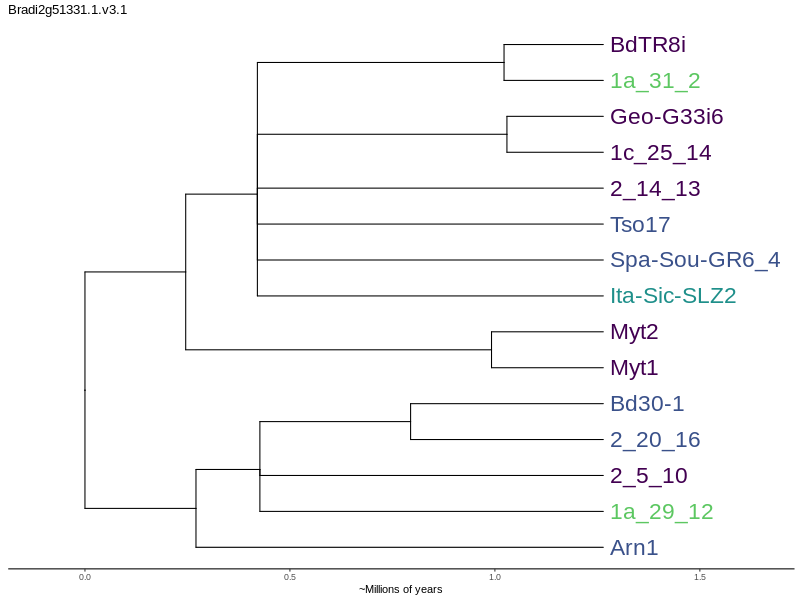 Bradi2g51331.1.v3.1
BdTR8i
1a_31_2
Geo-G33i6
1c_25_14
2_14_13
Tso17
Spa-Sou-GR6_4
Ita-Sic-SLZ2
Myt2
Myt1
Bd30-1
2_20_16
2_5_10
1a_29_12
Arn1
0.0 0.5 1.0 1.5
~Millions of years